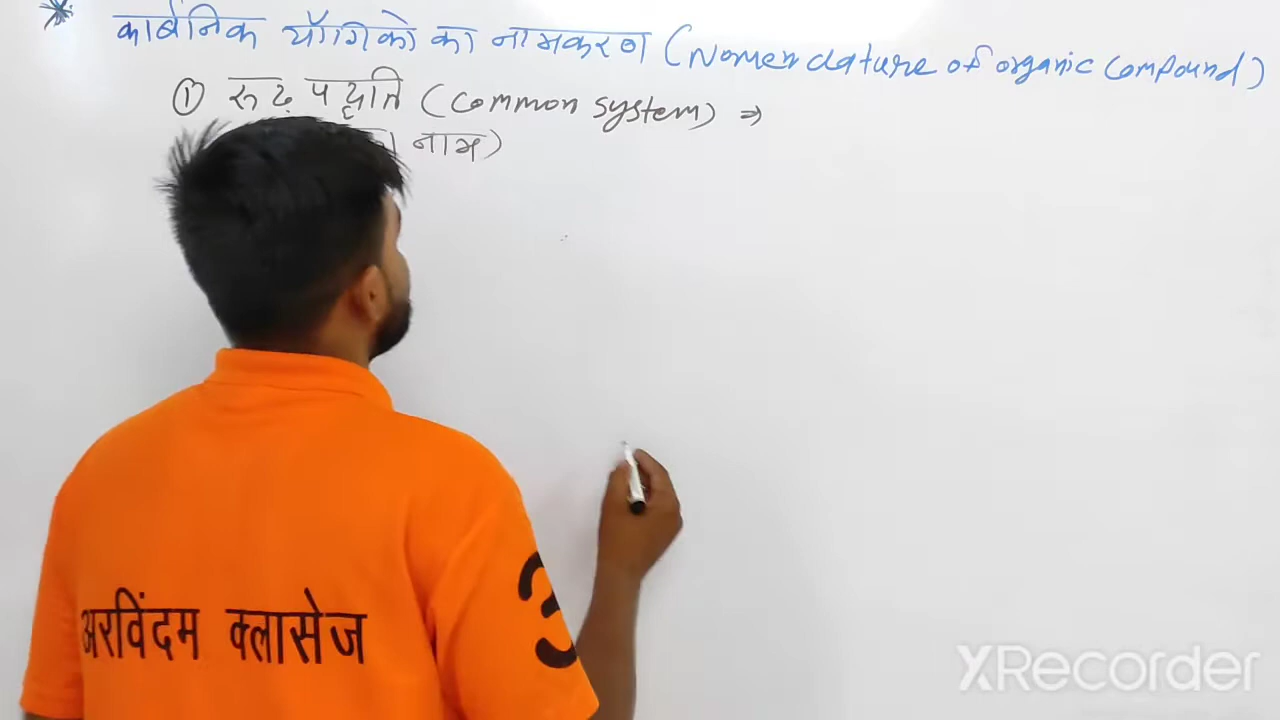 * कार्बनिक यौगिको का नामकरण (Nomenclature of organic compound)
① रूढ़ पद्धति (common system) ⇒
नाम)
अरविंदम क्लासेज
3
XRecorder